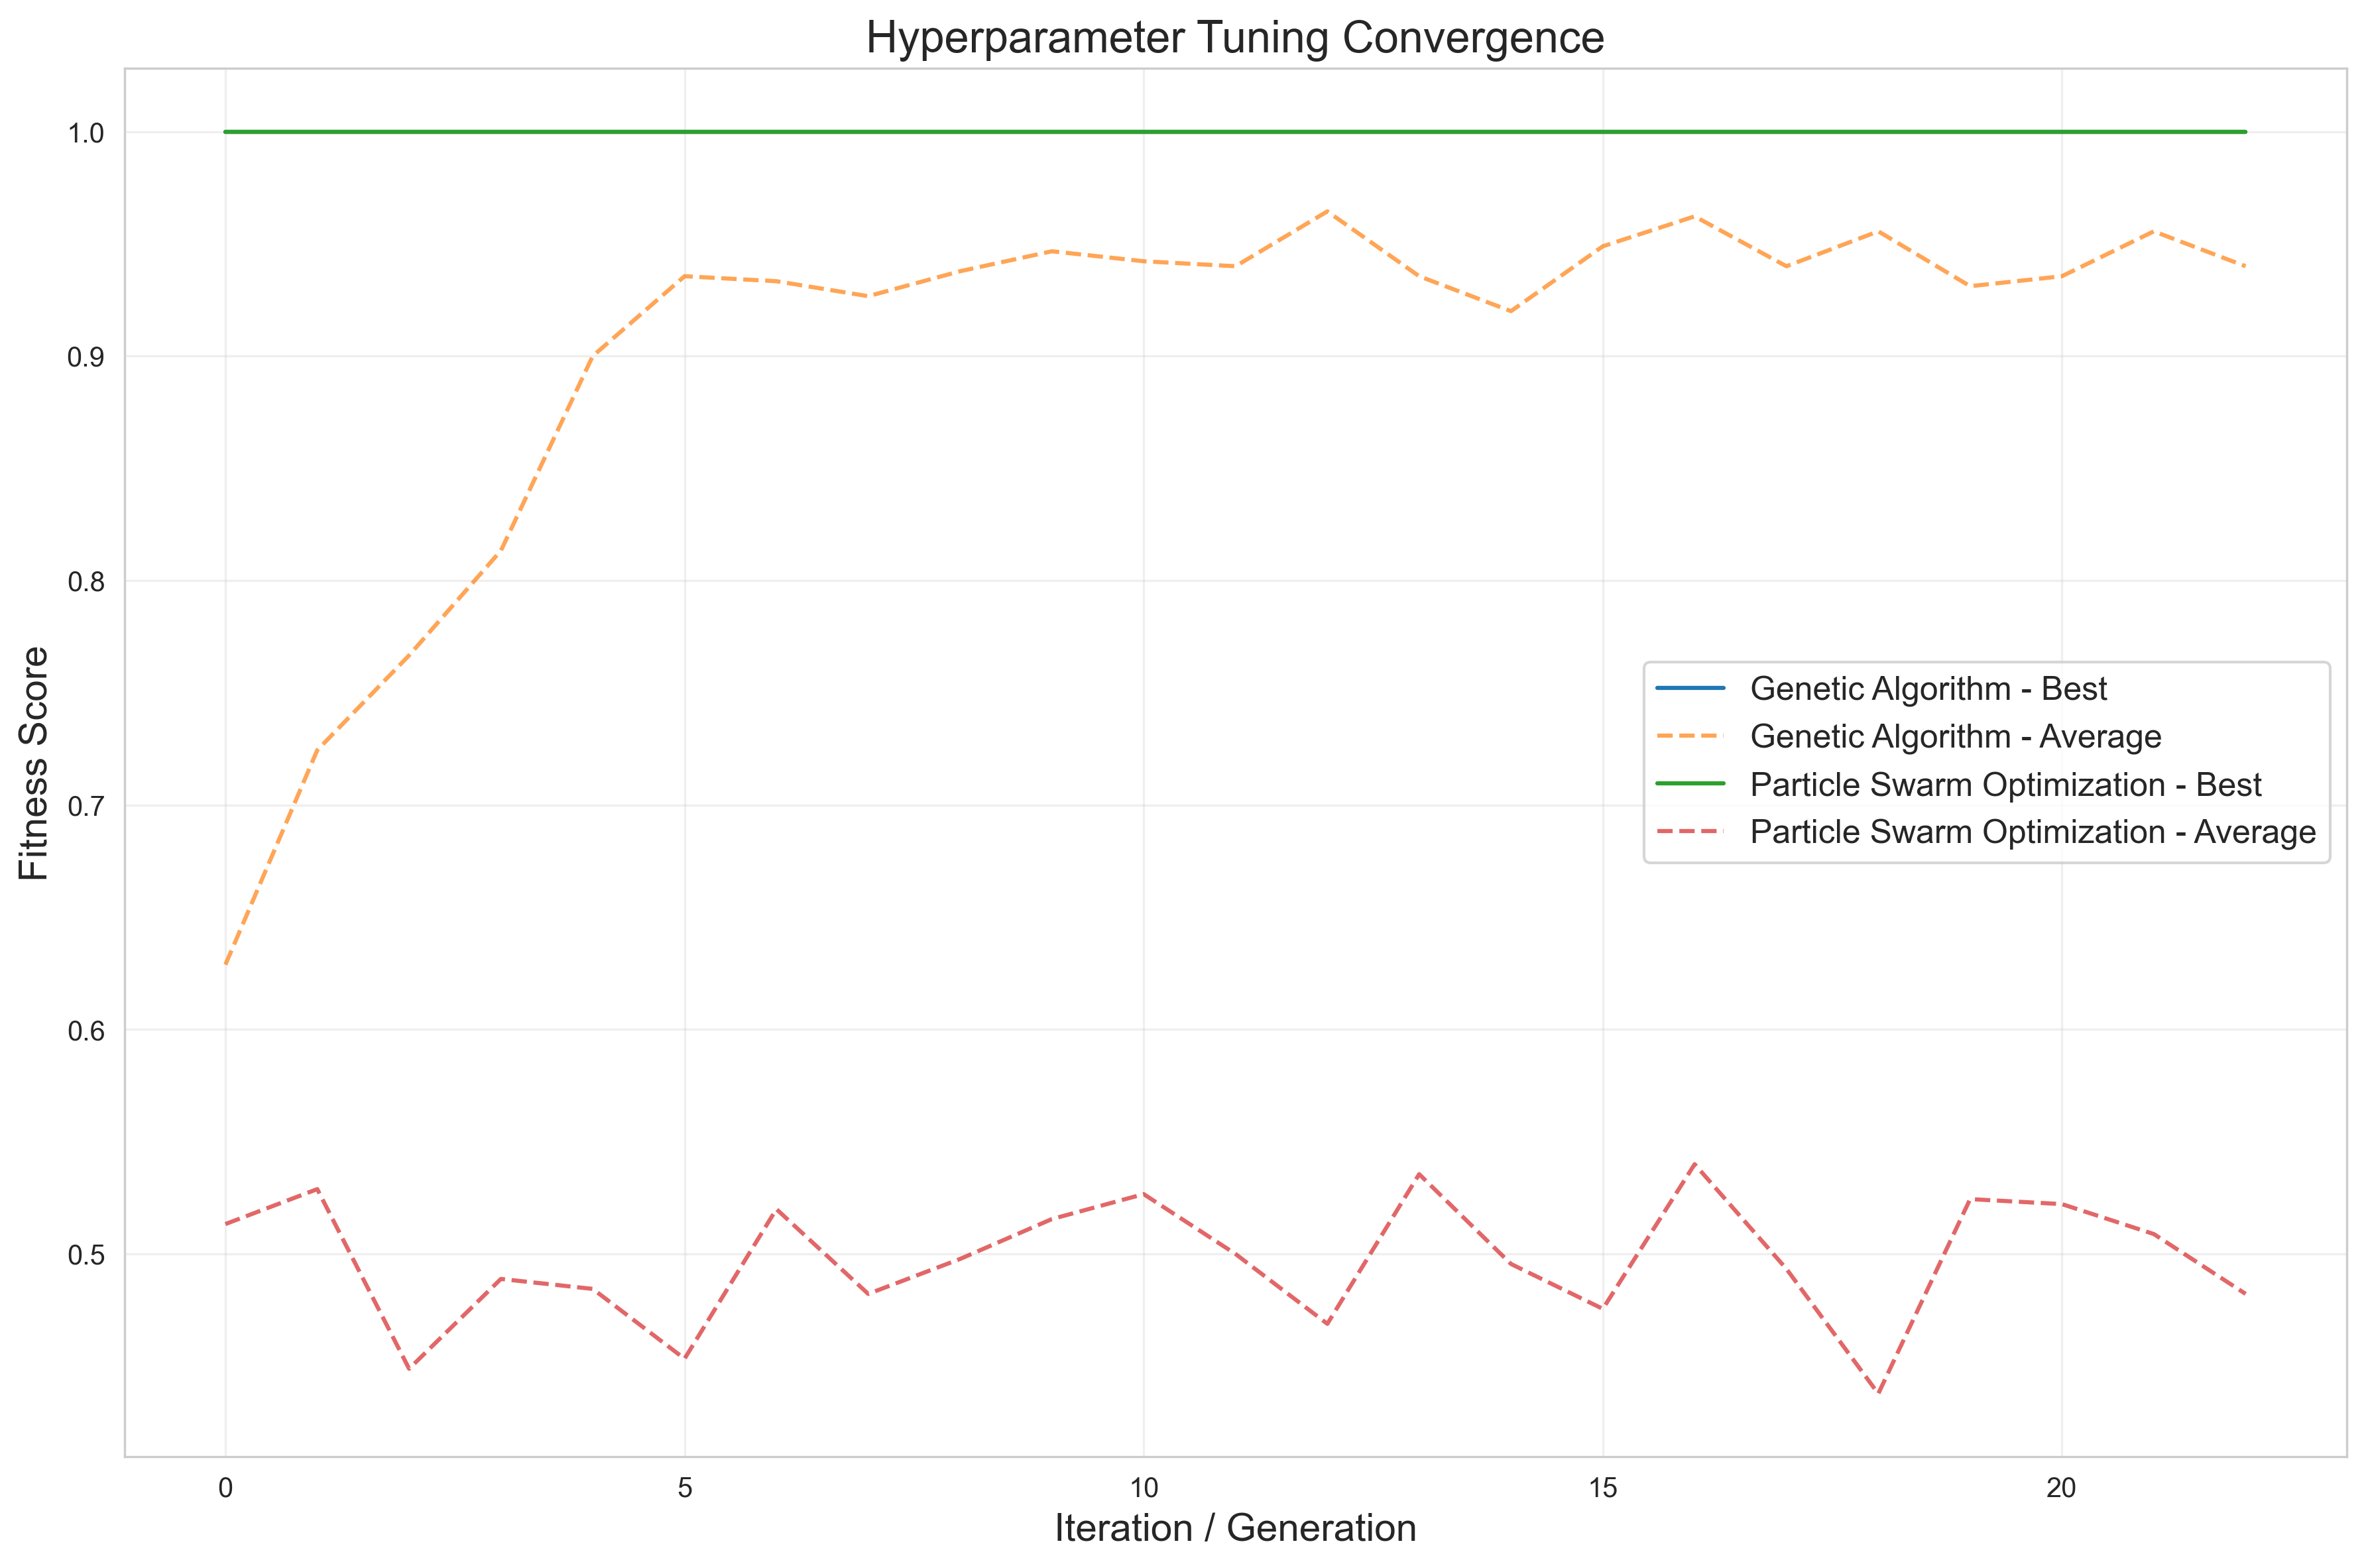 Hyperparameter Tuning Convergence
1.0
0.9
0.8
0.7
0.6
0.5
Fitness Score
Genetic Algorithm - Best
Genetic Algorithm - Average
Particle Swarm Optimization - Best
Particle Swarm Optimization - Average
0 5 10 15 20
Iteration / Generation